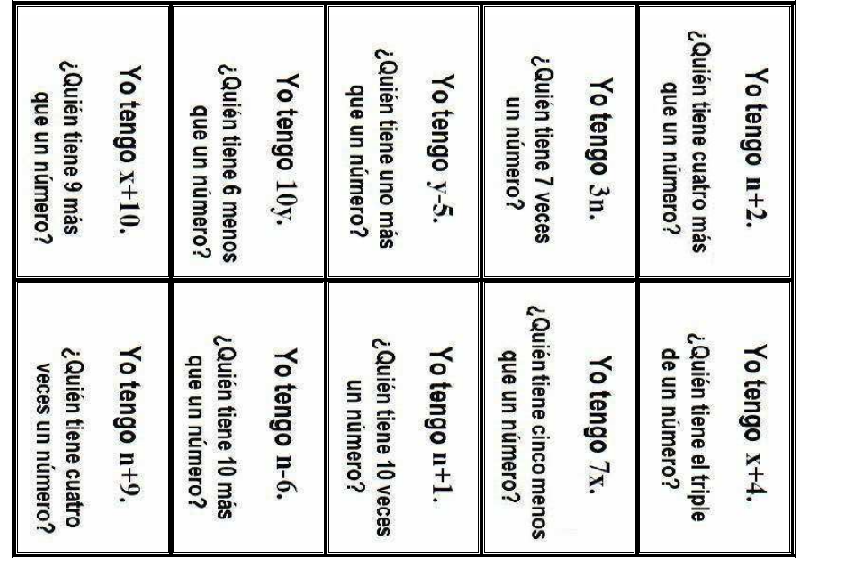 Yo tengo n+2.
¿Quién tiene cuatro más
que un número?
Yo tengo x+4.
¿Quién tiene el triple
de un número?
Yo tengo 3n.
¿Quién tiene 7 veces
un número?
Yo tengo 7x.
¿Quién tiene cinco menos
que un número?
Yo tengo y-5.
¿Quién tiene uno más
que un número?
Yo tengo n+1.
¿Quién tiene 10 veces
un número?
Yo tengo 10y.
¿Quién tiene 6 menos
que un número?
Yo tengo n-6.
¿Quién tiene 10 más
que un número?
Yo tengo x+10.
¿Quién tiene 9 más
que un número?
Yo tengo n+9.
¿Quién tiene cuatro
veces un número?